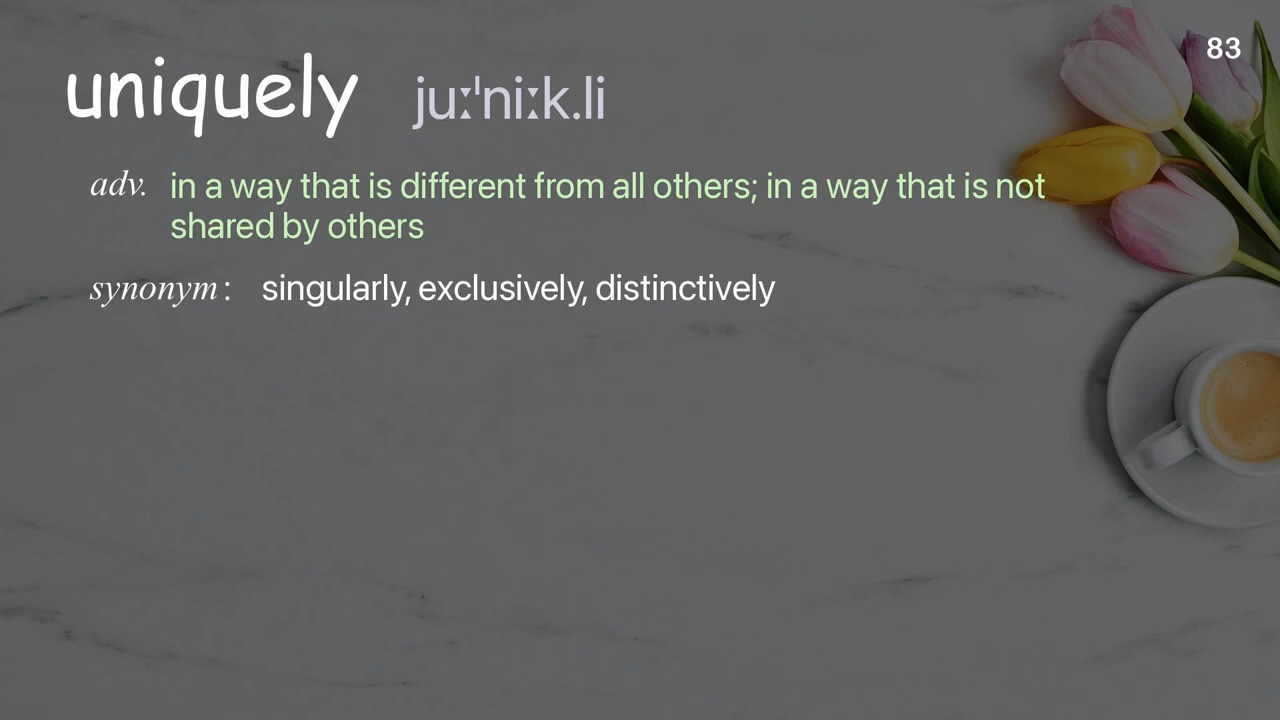 83
uniquely juːˈniːk.li
adv. in a way that is different from all others; in a way that is not
shared by others
synonym: singularly, exclusively, distinctively